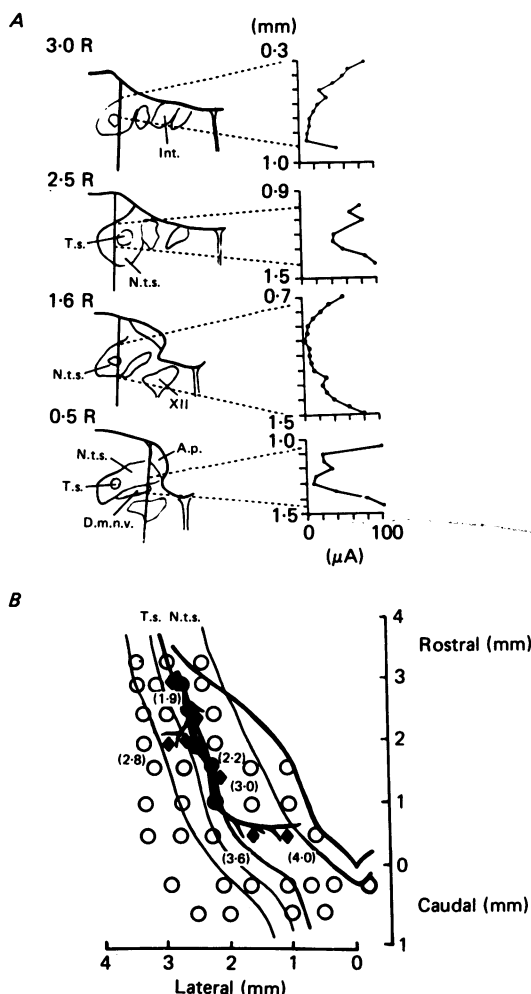 A
3·0 R
(mm)
0·3
Int.
1·0
2·5 R
0·9
T.s.
N.t.s.
1·5
1·6 R
0·7
N.t.s.
XII
1·5
0·5 R
1·0
N.t.s.
A.p.
T.s.
D.m.n.v.
1·5
0 100
(μA)
B
T.s. N.t.s.
4
Rostral (mm)
3
(1·9)
2
(2·8)
(2·2)
(3·0)
1
(3·6)
(4·0)
0
Caudal (mm)
1
4 3 2 1 0
Lateral (mm)